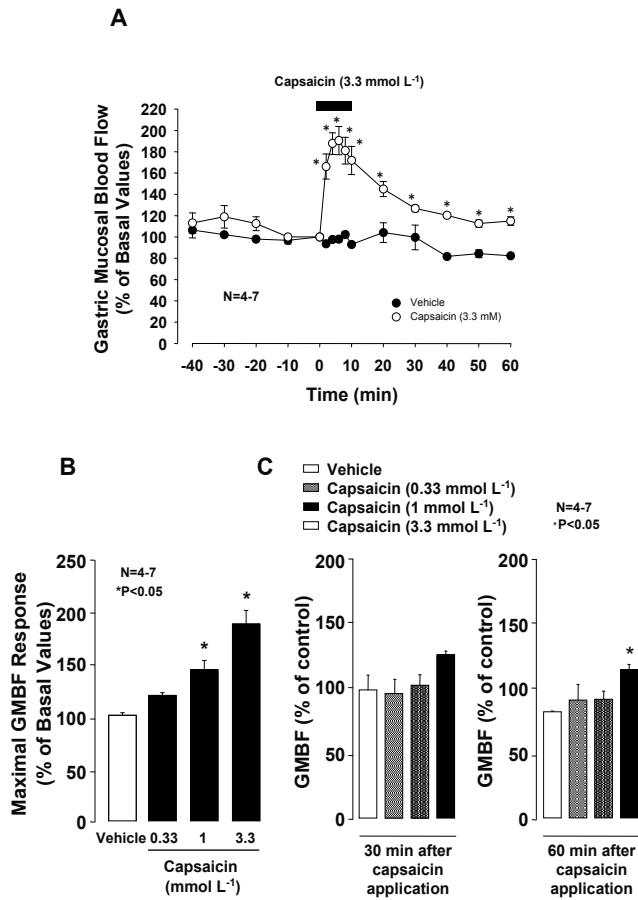 A
Capsaicin (3.3 mmol L⁻¹)
Gastric Mucosal Blood Flow
(% of Basal Values)
220
200
180
160
140
120
100
80
60
40
20
0
* * * * * * * * * * *
N=4-7
Vehicle
Capsaicin (3.3 mM)
-40 -30 -20 -10 0 10 20 30 40 50 60
Time (min)
B
N=4-7
*P<0.05
Maximal GMBF Response
(% of Basal Values)
250
200
150
100
50
0
* *
Vehicle 0.33 1 3.3
Capsaicin
(mmol L⁻¹)
C
Vehicle
Capsaicin (0.33 mmol L⁻¹)
Capsaicin (1 mmol L⁻¹)
Capsaicin (3.3 mmol L⁻¹)
N=4-7
*P<0.05
GMBF (% of control)
200
150
100
50
0
30 min after
capsaicin
application
GMBF (% of control)
200
150
100
50
0
*
60 min after
capsaicin
application